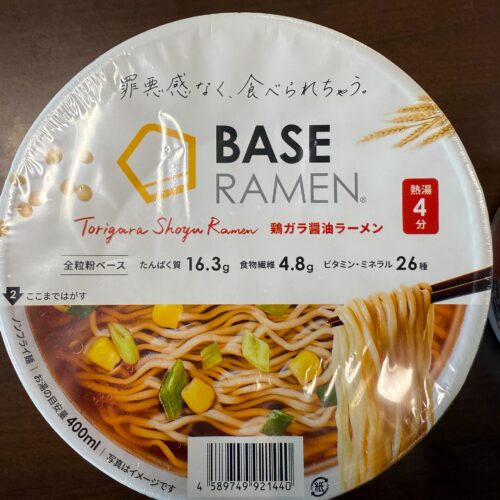 罪悪感なく、食べられちゃう。
BASE
RAMEN®
熱湯
4
分
Torigara Shoyu Ramen 鶏ガラ醤油ラーメン
全粒粉ベース たんぱく質 16.3g 食物繊維 4.8g ビタミン・ミネラル 26種
2 ここまではがす
ノンフライ麺 お湯の目安量 400ml 写真はイメージです
4 589749 921440
紙